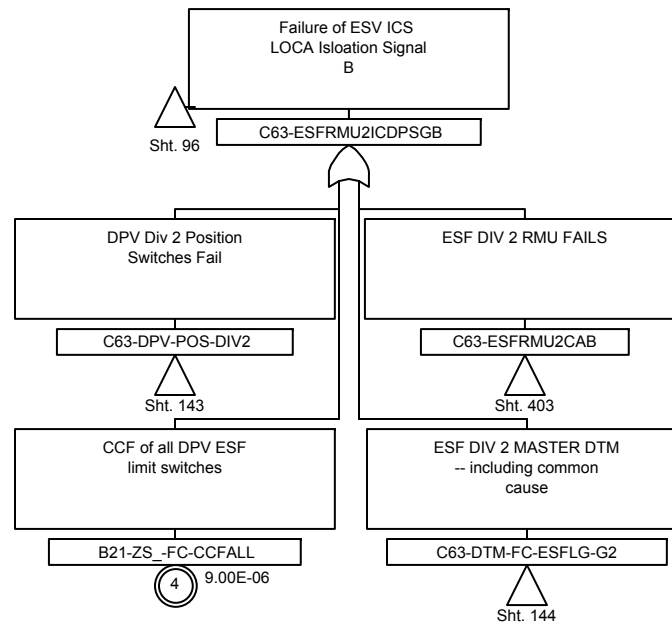 Failure of ESV ICS
LOCA Isloation Signal
B
Sht. 96
C63-ESFRMU2ICDPSGB
DPV Div 2 Position
Switches Fail
C63-DPV-POS-DIV2
Sht. 143
ESF DIV 2 RMU FAILS
C63-ESFRMU2CAB
Sht. 403
CCF of all DPV ESF
limit switches
B21-ZS_-FC-CCFALL
4
9.00E-06
ESF DIV 2 MASTER DTM
-- including common
cause
C63-DTM-FC-ESFLG-G2
Sht. 144